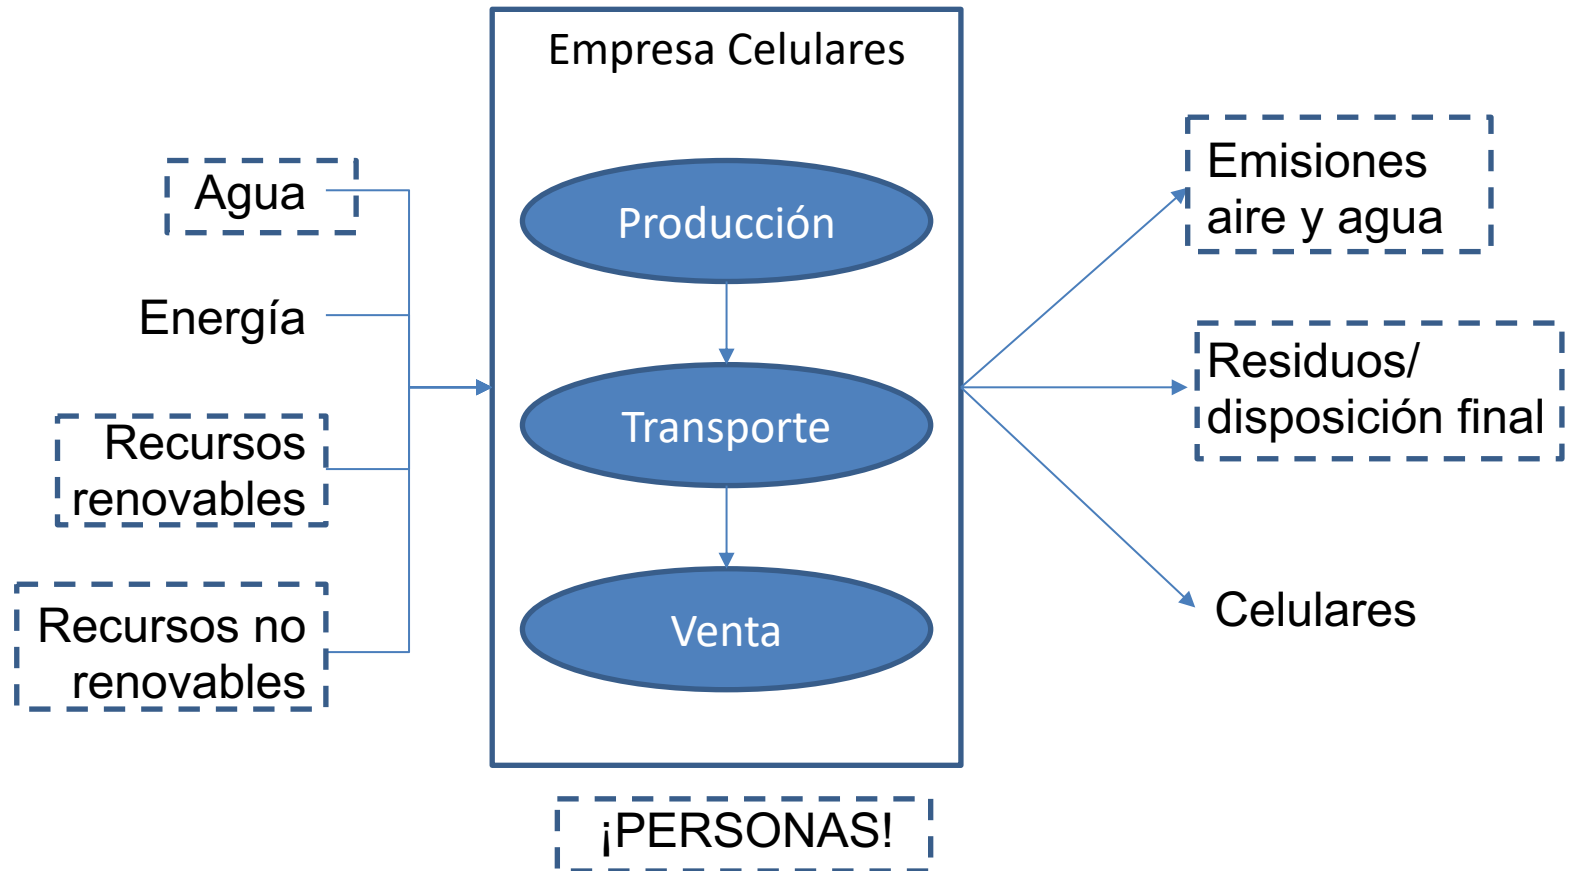 Empresa Celulares
Agua
Energía
Recursos
renovables
Recursos no
renovables
Producción
Transporte
Venta
Emisiones
aire y agua
Residuos/
disposición final
Celulares
¡PERSONAS!